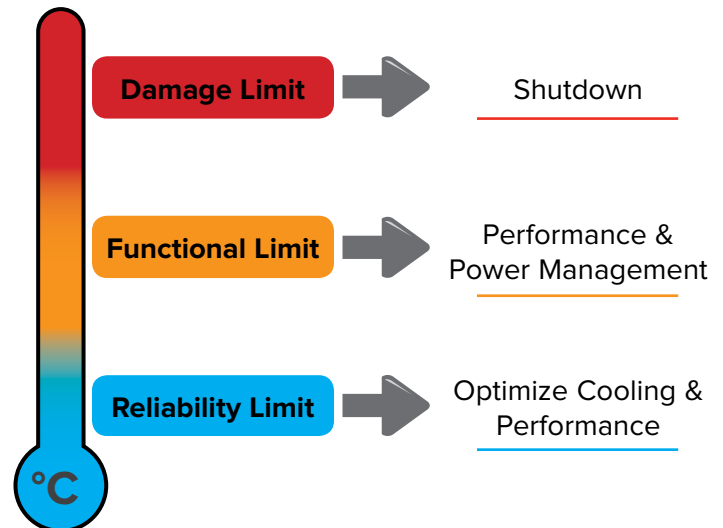 Damage Limit
Shutdown
Functional Limit
Performance &
Power Management
Reliability Limit
Optimize Cooling &
Performance
°C